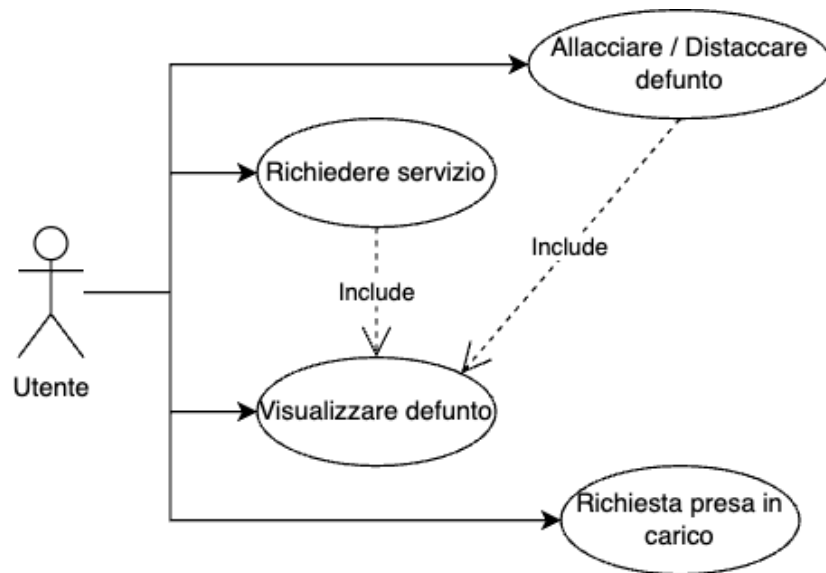 Allacciare / Distaccare
defunto
Richiedere servizio
Include
Include
Utente
Visualizzare defunto
Richiesta presa in
carico